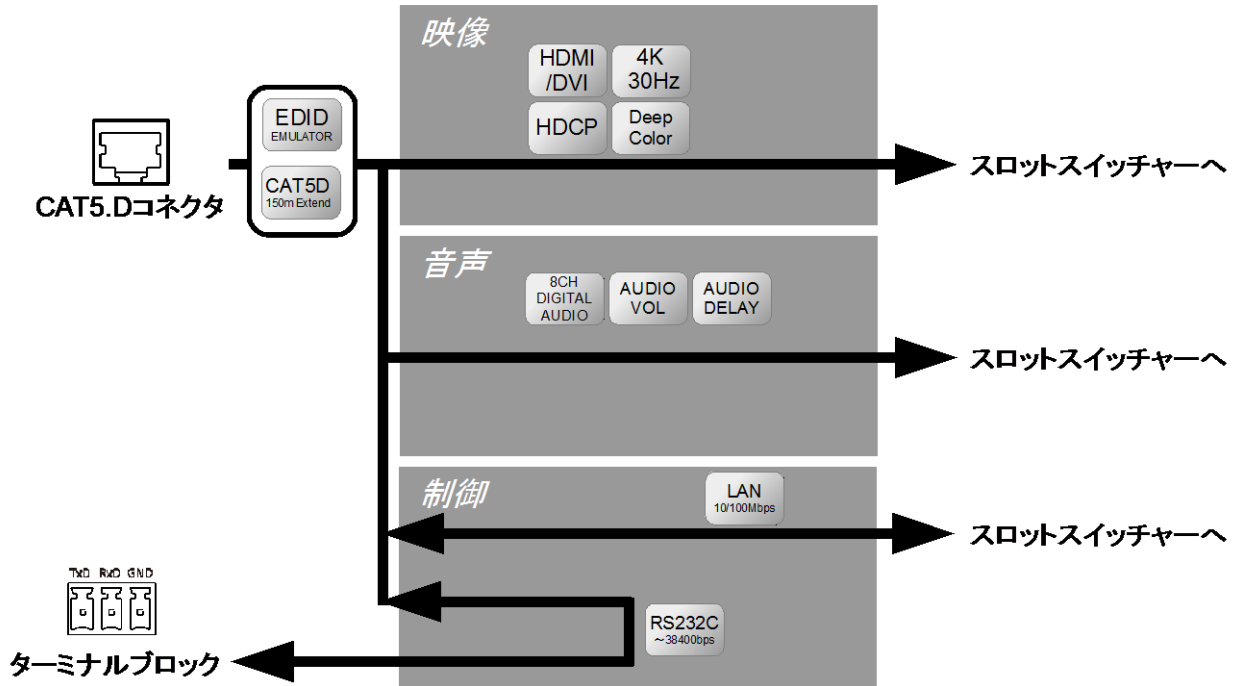 映像
HDMI
/DVI
4K
30Hz
HDCP
Deep
Color
EDID
EMULATOR
CAT5D
150m Extend
CAT5.Dコネクタ
スロットスイッチャーへ
音声
8CH
DIGITAL
AUDIO
AUDIO
VOL
AUDIO
DELAY
スロットスイッチャーへ
制御
LAN
10/100Mbps
スロットスイッチャーへ
TxD RxD GND
ターミナルブロック
RS232C
～38400bps